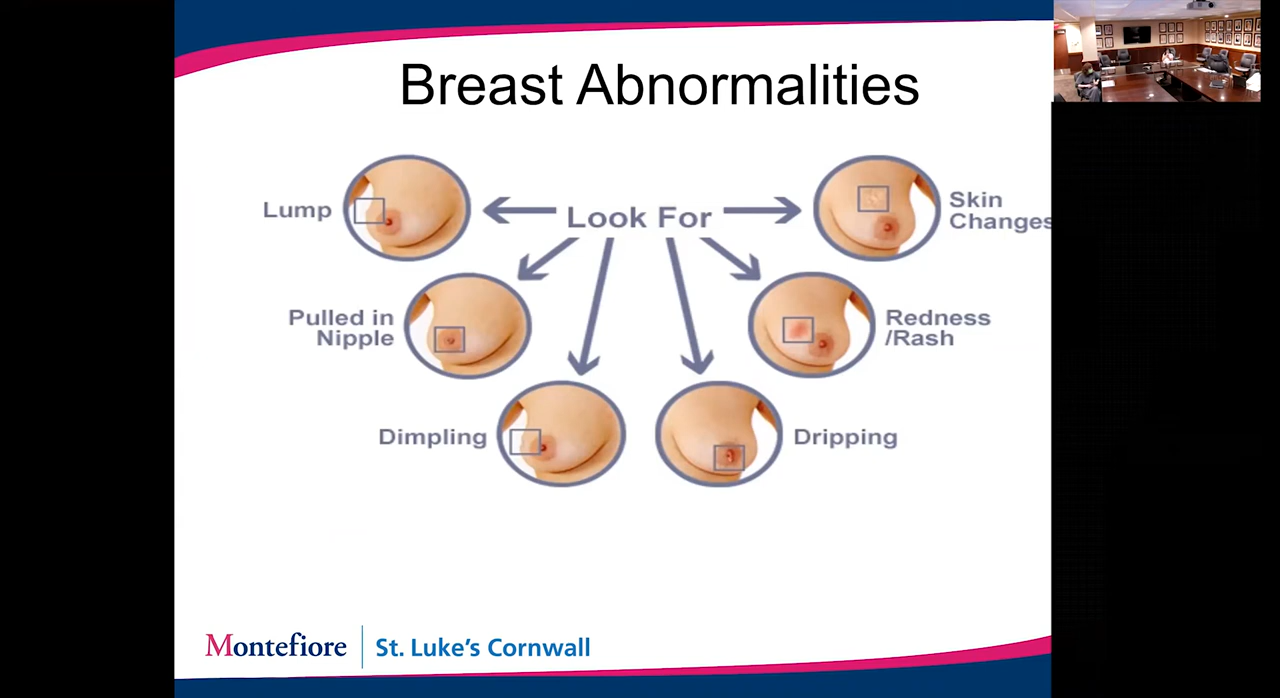 Breast Abnormalities
Lump
Look For
Skin
Changes
Pulled in
Nipple
Redness
/Rash
Dimpling
Dripping
Montefiore
St. Luke's Cornwall